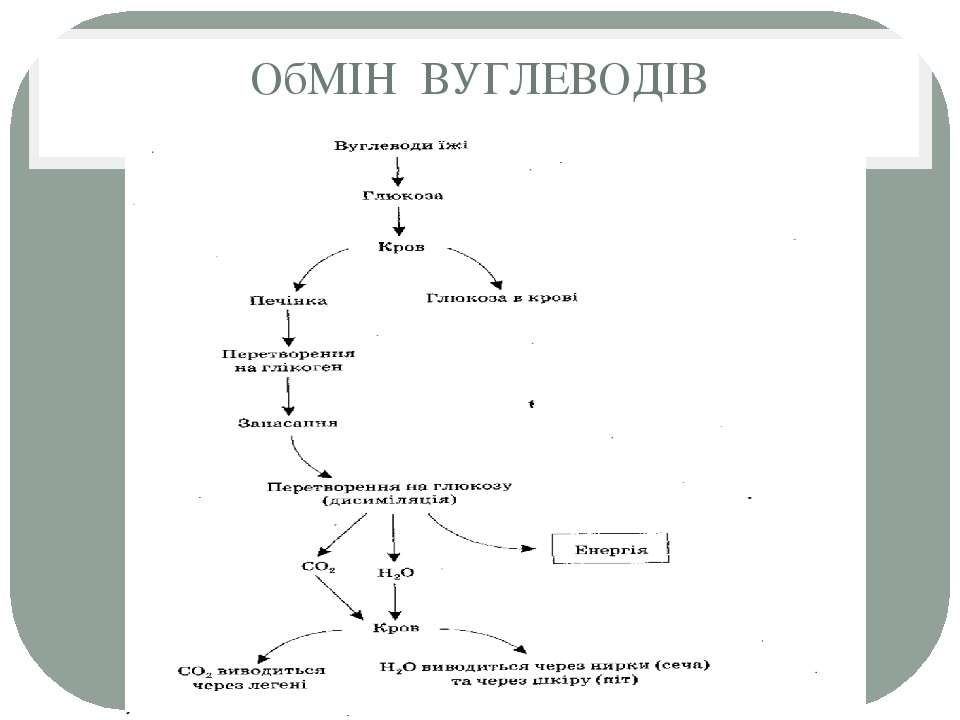 ОбМІН ВУГЛЕВОДІВ
Вуглеводи їжі
Глюкоза
Кров
Печінка
Глюкоза в крові
Перетворення
на глікоген
Запасання
Перетворення на глюкозу
(дисиміляція)
Енергія
CO₂
H₂O
Кров
CO₂ виводиться
через легені
H₂O виводиться через нирки (сеча)
та через шкіру (піт)